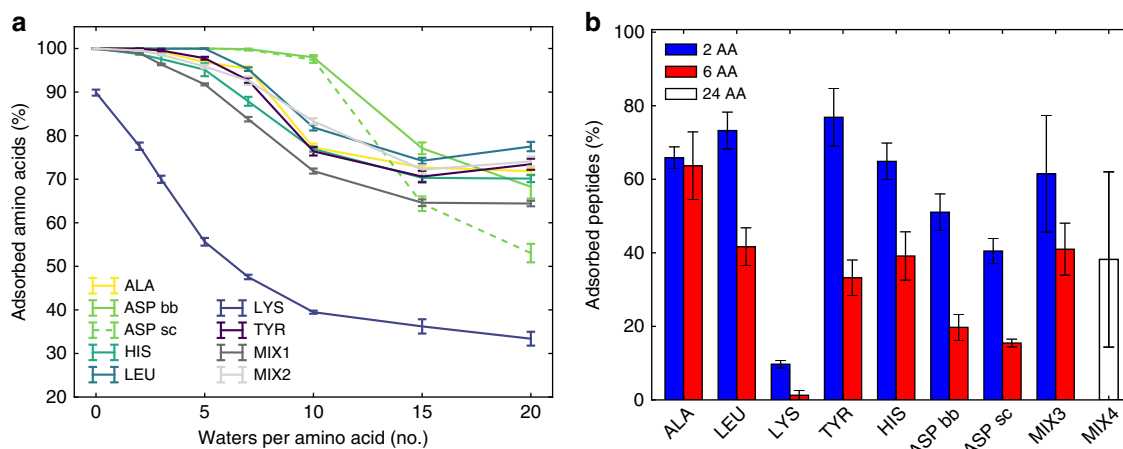 a
Adsorbed amino acids (%)
100
90
80
70
60
50
40
30
20
0
5
10
15
20
Waters per amino acid (no.)
ALA
ASP bb
ASP sc
HIS
LEU
LYS
TYR
MIX1
MIX2
b
Adsorbed peptides (%)
100
80
60
40
20
0
2 AA
6 AA
24 AA
ALA
LEU
LYS
TYR
HIS
ASP bb
ASP sc
MIX3
MIX4